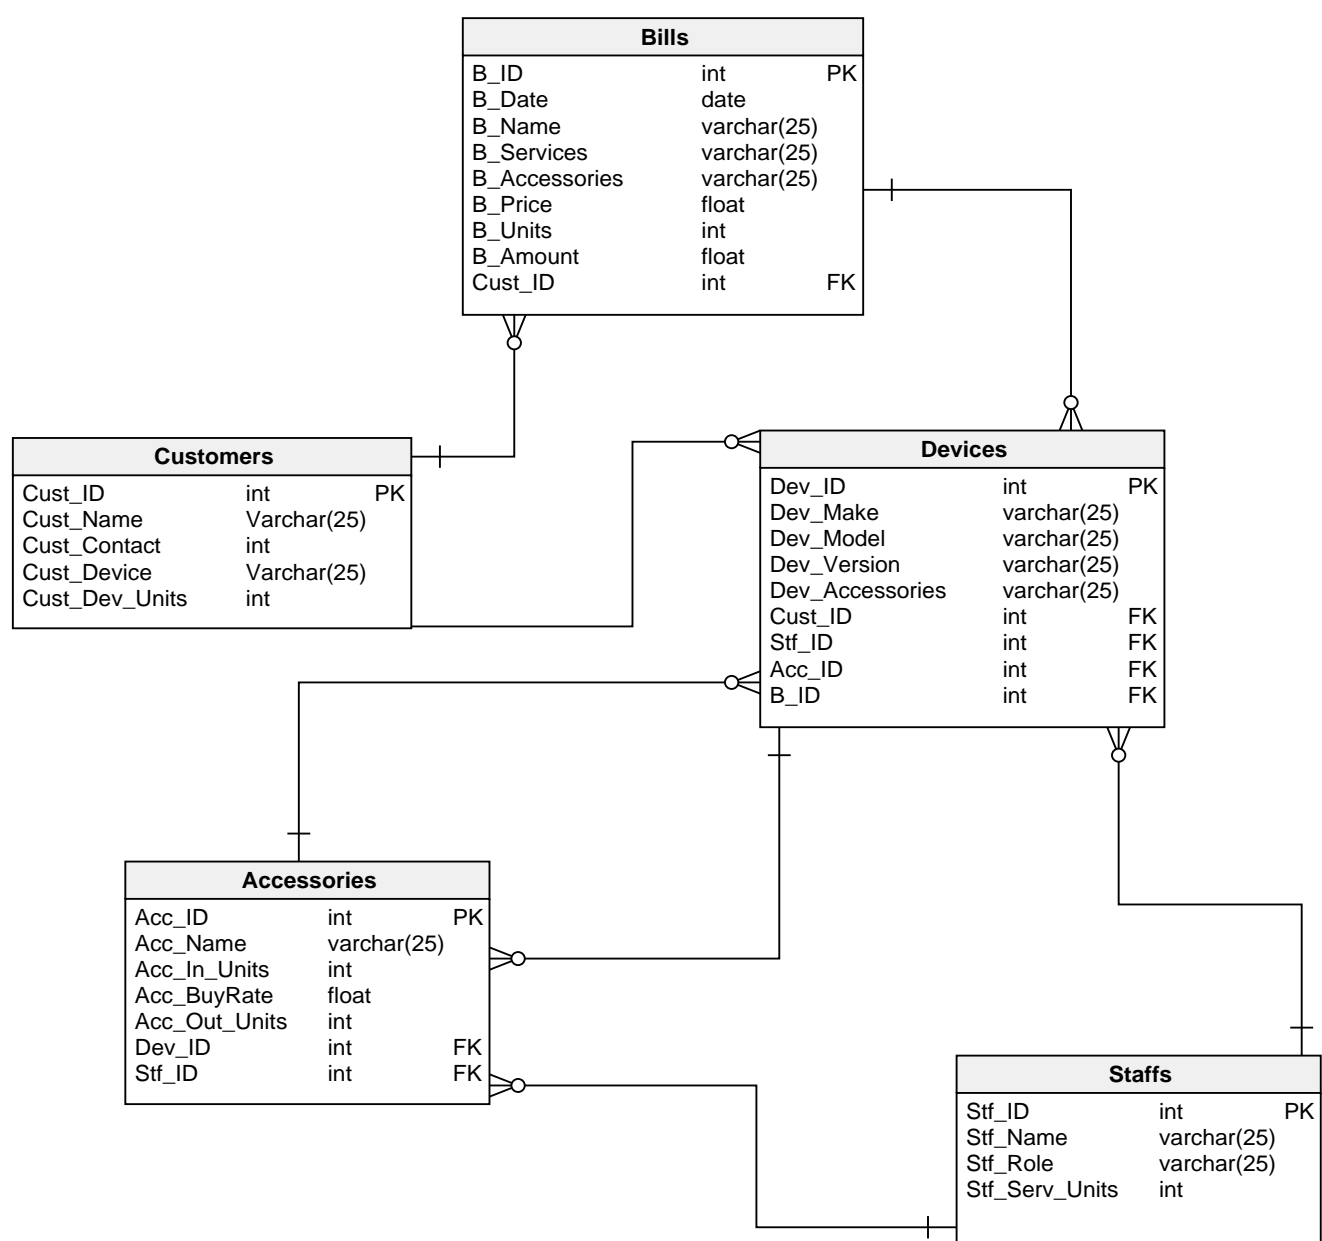 Bills
B_ID int PK
B_Date date
B_Name varchar(25)
B_Services varchar(25)
B_Accessories varchar(25)
B_Price float
B_Units int
B_Amount float
Cust_ID int FK
Customers
Cust_ID int PK
Cust_Name Varchar(25)
Cust_Contact int
Cust_Device Varchar(25)
Cust_Dev_Units int
Devices
Dev_ID int PK
Dev_Make varchar(25)
Dev_Model varchar(25)
Dev_Version varchar(25)
Dev_Accessories varchar(25)
Cust_ID int FK
Stf_ID int FK
Acc_ID int FK
B_ID int FK
Accessories
Acc_ID int PK
Acc_Name varchar(25)
Acc_In_Units int
Acc_BuyRate float
Acc_Out_Units int
Dev_ID int FK
Stf_ID int FK
Staffs
Stf_ID int PK
Stf_Name varchar(25)
Stf_Role varchar(25)
Stf_Serv_Units int